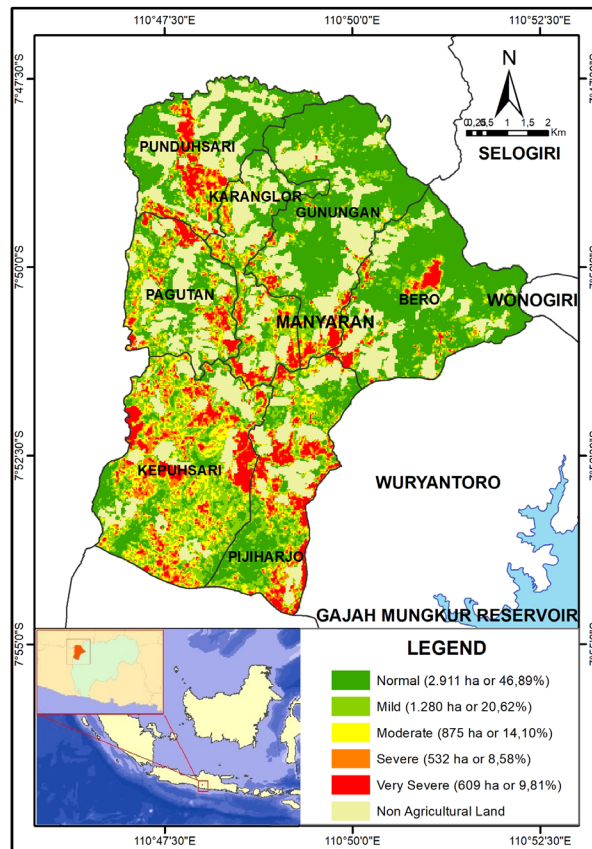 110°47'30"E
110°50'0"E
110°52'30"E
7°47'30"S
N
0 0,25 0,5 1 1,5 2
Km
SELOGIRI
PUNDUHSARI
KARANGLOR
GUNUNGAN
7°50'0"S
PAGUTAN
BERO
WONOGIRI
MANYARAN
7°52'30"S
KEPUHSARI
WURYANTORO
PIJIHARJO
GAJAH MUNGKUR RESERVOIR
7°55'0"S
LEGEND
Normal (2.911 ha or 46,89%)
Mild (1.280 ha or 20,62%)
Moderate (875 ha or 14,10%)
Severe (532 ha or 8,58%)
Very Severe (609 ha or 9,81%)
Non Agricultural Land
110°47'30"E
110°50'0"E
110°52'30"E